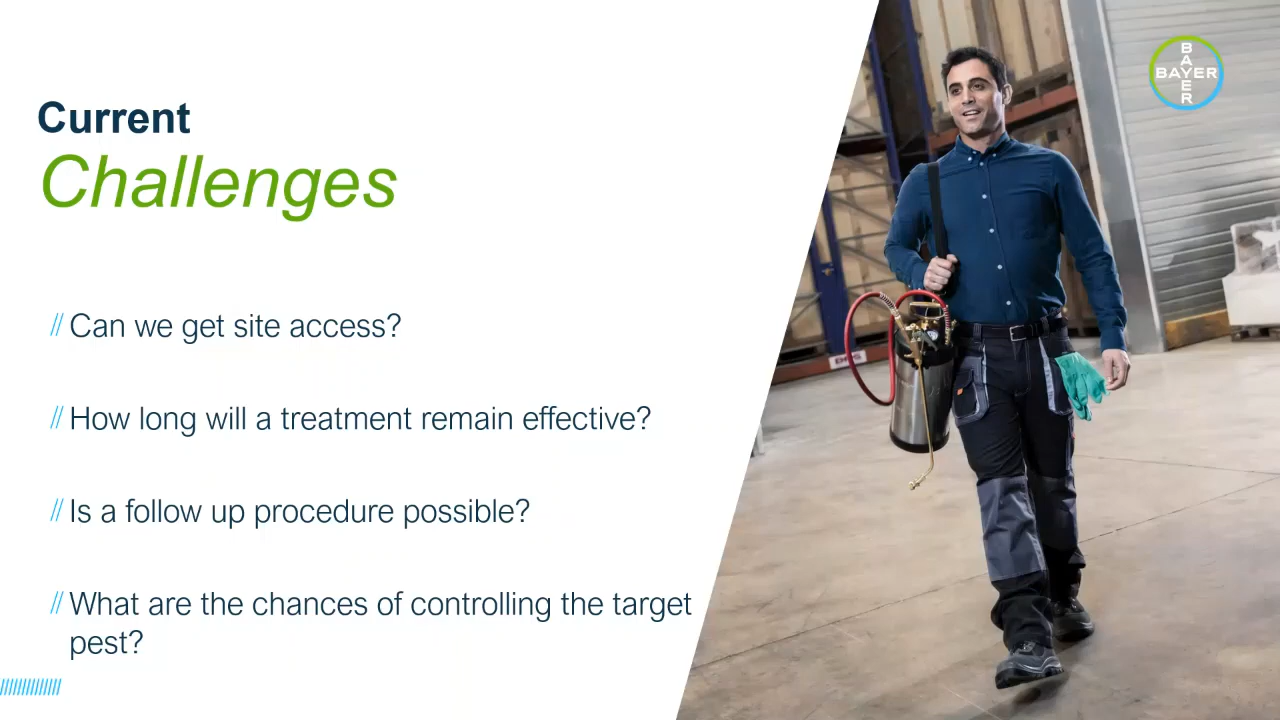 BAYER
BAYER
Current
Challenges
// Can we get site access?
// How long will a treatment remain effective?
// Is a follow up procedure possible?
// What are the chances of controlling the target
pest?